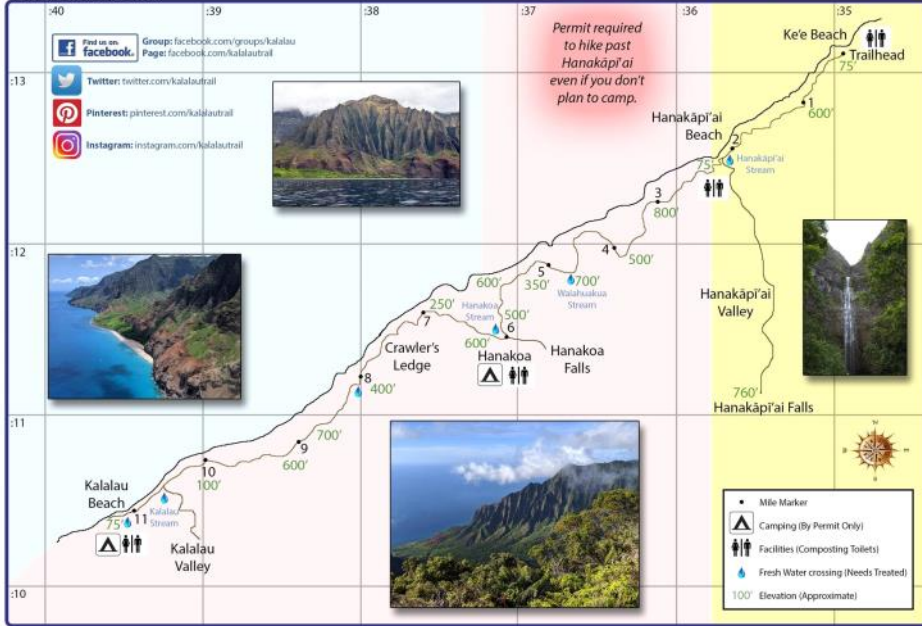 :40
:39
:38
:37
:36
:35
Find us on:
facebook.
Group: facebook.com/groups/kalalau
Page: facebook.com/kalalautrail
Twitter: twitter.com/kalalautrail
Pinterest: pinterest.com/kalalautrail
Instagram: instagram.com/kalalautrail
Permit required
to hike past
Hanakāpī'ai
even if you don't
plan to camp.
Ke'e Beach
Trailhead
75'
:13
1
600'
Hanakāpī'ai
Beach
2
75'
Hanakāpī'ai
Stream
3
800'
:12
4
500'
5
350'
700'
Waiahuakua
Stream
600'
500'
Hanakoa
Stream
6
600'
Hanakoa
Hanakoa
Falls
250'
7
Crawler's
Ledge
Hanakāpī'ai
Valley
760'
Hanakāpī'ai Falls
8
400'
:11
700'
9
600'
10
100'
Kalalau
Beach
11
75'
Kalalau
Stream
Kalalau
Valley
:10
Mile Marker
Camping (By Permit Only)
Facilities (Composting Toilets)
Fresh Water crossing (Needs Treated)
100' Elevation (Approximate)